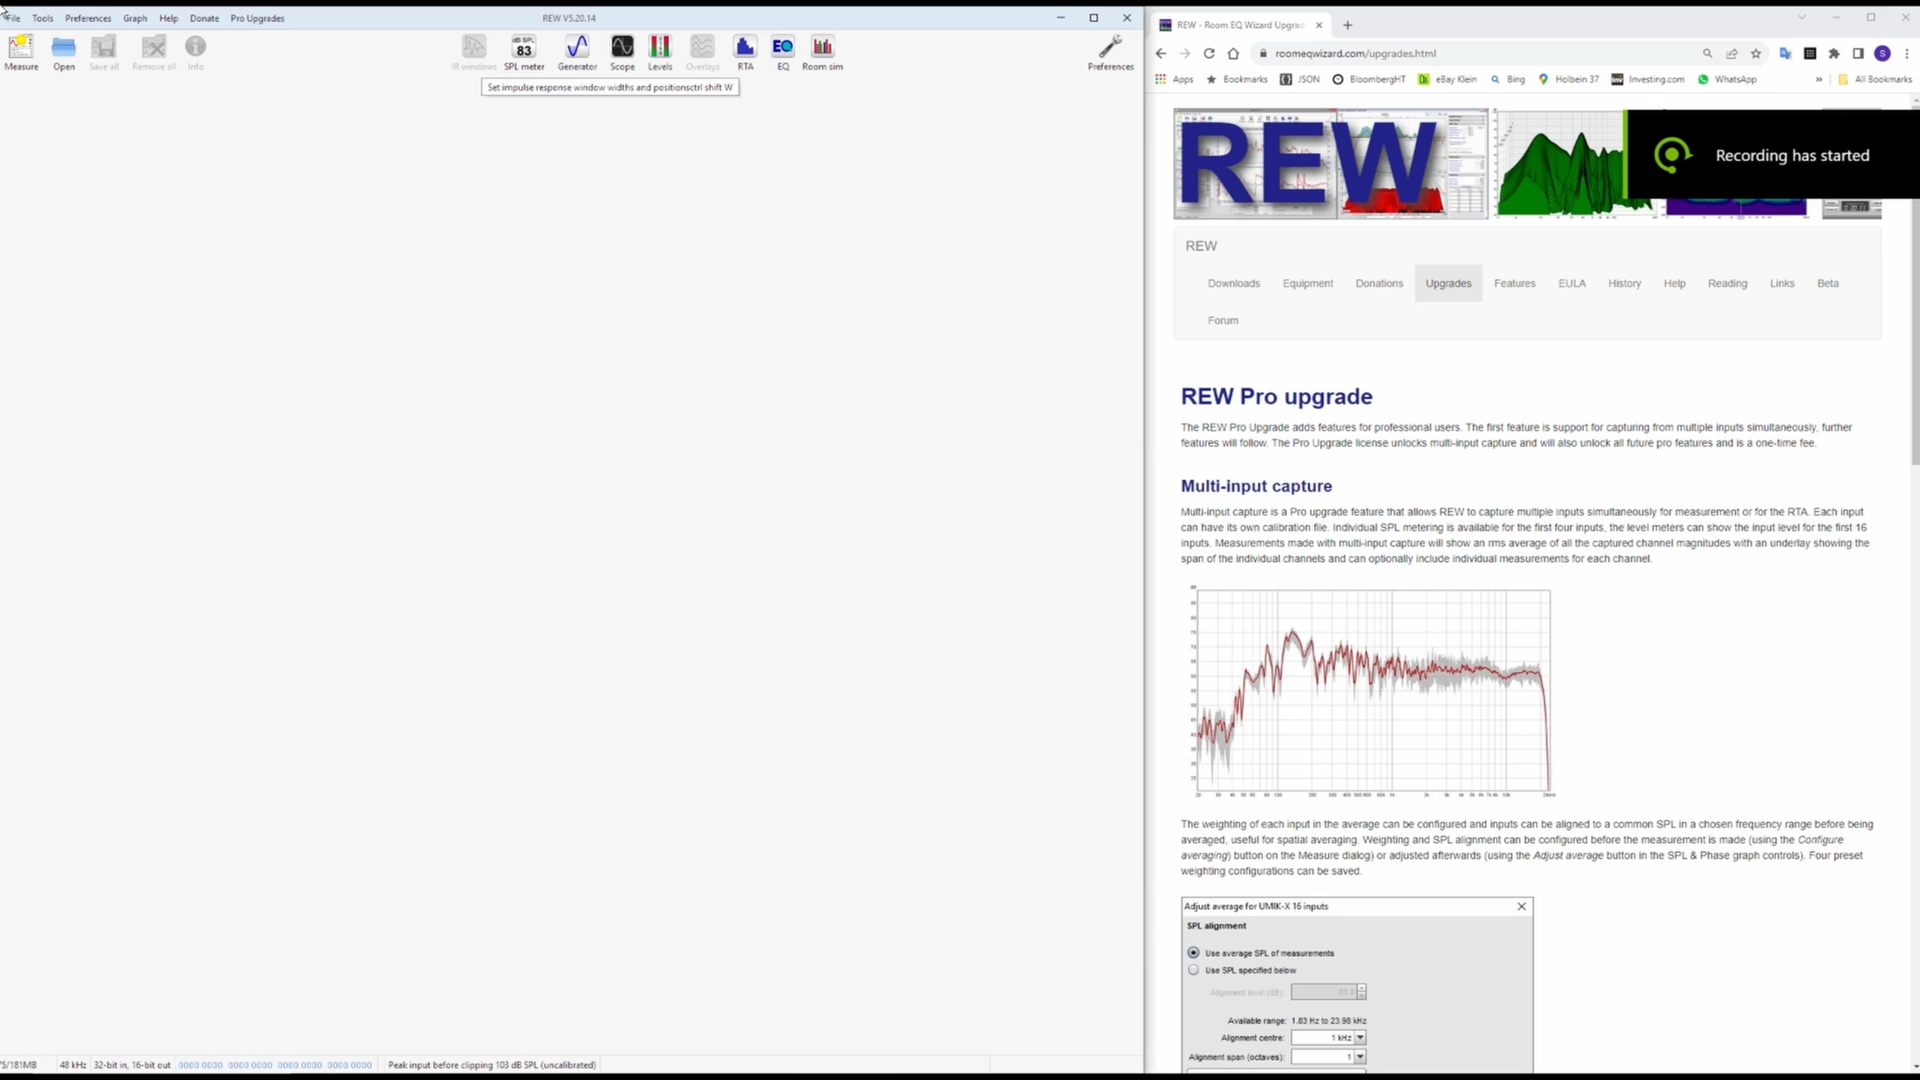 File Tools Preferences Graph Help Donate Pro Upgrades
REW V5.20.14
Measure Open Save all Remove all Info
IR windows dB SPL 83 SPL meter Generator Scope Levels Overlays RTA EQ EQ Room sim Preferences
Set impulse response window widths and positionsctrl shift W
5/181MB 48 kHz 32-bit in, 16-bit out 0000 0000 0000 0000 0000 0000 0000 0000 Peak input before clipping 103 dB SPL (uncalibrated)
REW - Room EQ Wizard Upgrad
roomeqwizard.com/upgrades.html
S
Apps Bookmarks JSON BloombergHT eBay Klein Bing Holbein 37 Investing.com WhatsApp » All Bookmarks
REW
Recording has started
REW
Downloads Equipment Donations Upgrades Features EULA History Help Reading Links Beta
Forum
REW Pro upgrade
The REW Pro Upgrade adds features for professional users. The first feature is support for capturing from multiple inputs simultaneously, further
features will follow. The Pro Upgrade license unlocks multi-input capture and will also unlock all future pro features and is a one-time fee.
Multi-input capture
Multi-input capture is a Pro upgrade feature that allows REW to capture multiple inputs simultaneously for measurement or for the RTA. Each input
can have its own calibration file. Individual SPL metering is available for the first four inputs, the level meters can show the input level for the first 16
inputs. Measurements made with multi-input capture will show an rms average of all the captured channel magnitudes with an underlay showing the
span of the individual channels and can optionally include individual measurements for each channel.
The weighting of each input in the average can be configured and inputs can be aligned to a common SPL in a chosen frequency range before being
averaged, useful for spatial averaging. Weighting and SPL alignment can be configured before the measurement is made (using the Configure
averaging) button on the Measure dialog) or adjusted afterwards (using the Adjust average button in the SPL & Phase graph controls). Four preset
weighting configurations can be saved.
Adjust average for UMIK-X 16 inputs
SPL alignment
Use average SPL of measurements
Use SPL specified below
Alignment level (dB): 85.0
Available range: 1.83 Hz to 23.98 kHz
Alignment centre: 1 kHz
Alignment span (octaves): 1